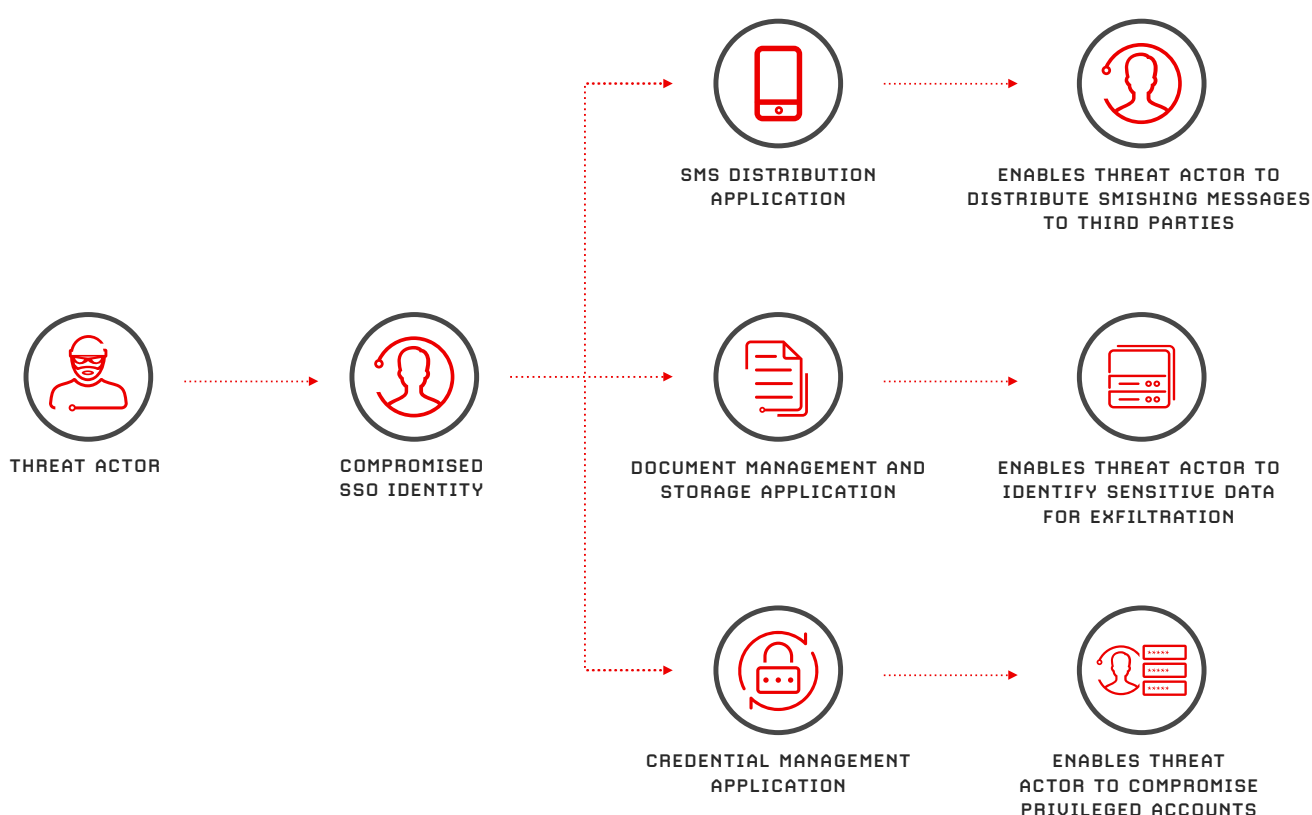 SMS DISTRIBUTION
APPLICATION
ENABLES THREAT ACTOR TO
DISTRIBUTE SMISHING MESSAGES
TO THIRD PARTIES
THREAT ACTOR
COMPROMISED
SSO IDENTITY
DOCUMENT MANAGEMENT AND
STORAGE APPLICATION
ENABLES THREAT ACTOR TO
IDENTIFY SENSITIVE DATA
FOR EXFILTRATION
CREDENTIAL MANAGEMENT
APPLICATION
ENABLES THREAT
ACTOR TO COMPROMISE
PRIVILEGED ACCOUNTS